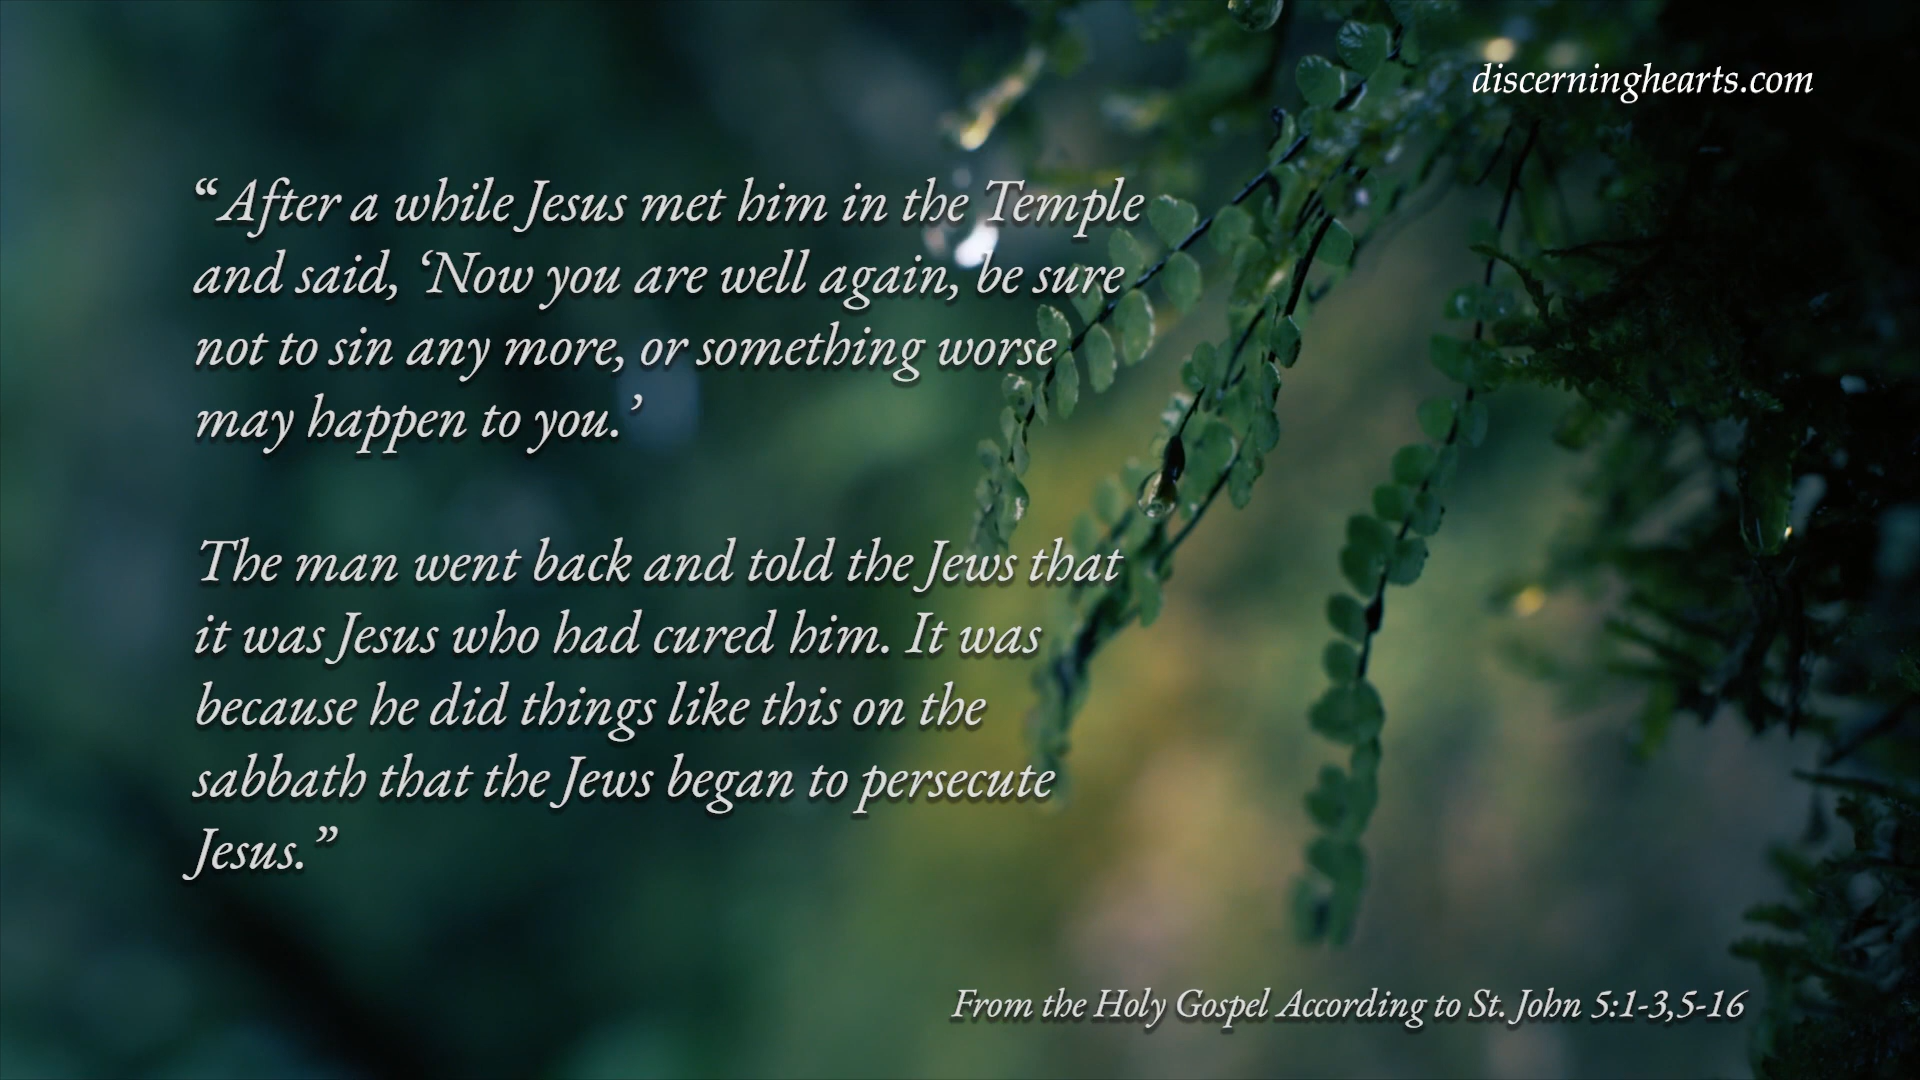 discerninghearts.com
“After a while Jesus met him in the Temple
and said, ‘Now you are well again, be sure
not to sin any more, or something worse
may happen to you.’
The man went back and told the Jews that
it was Jesus who had cured him. It was
because he did things like this on the
sabbath that the Jews began to persecute
Jesus.”
From the Holy Gospel According to St. John 5:1-3,5-16